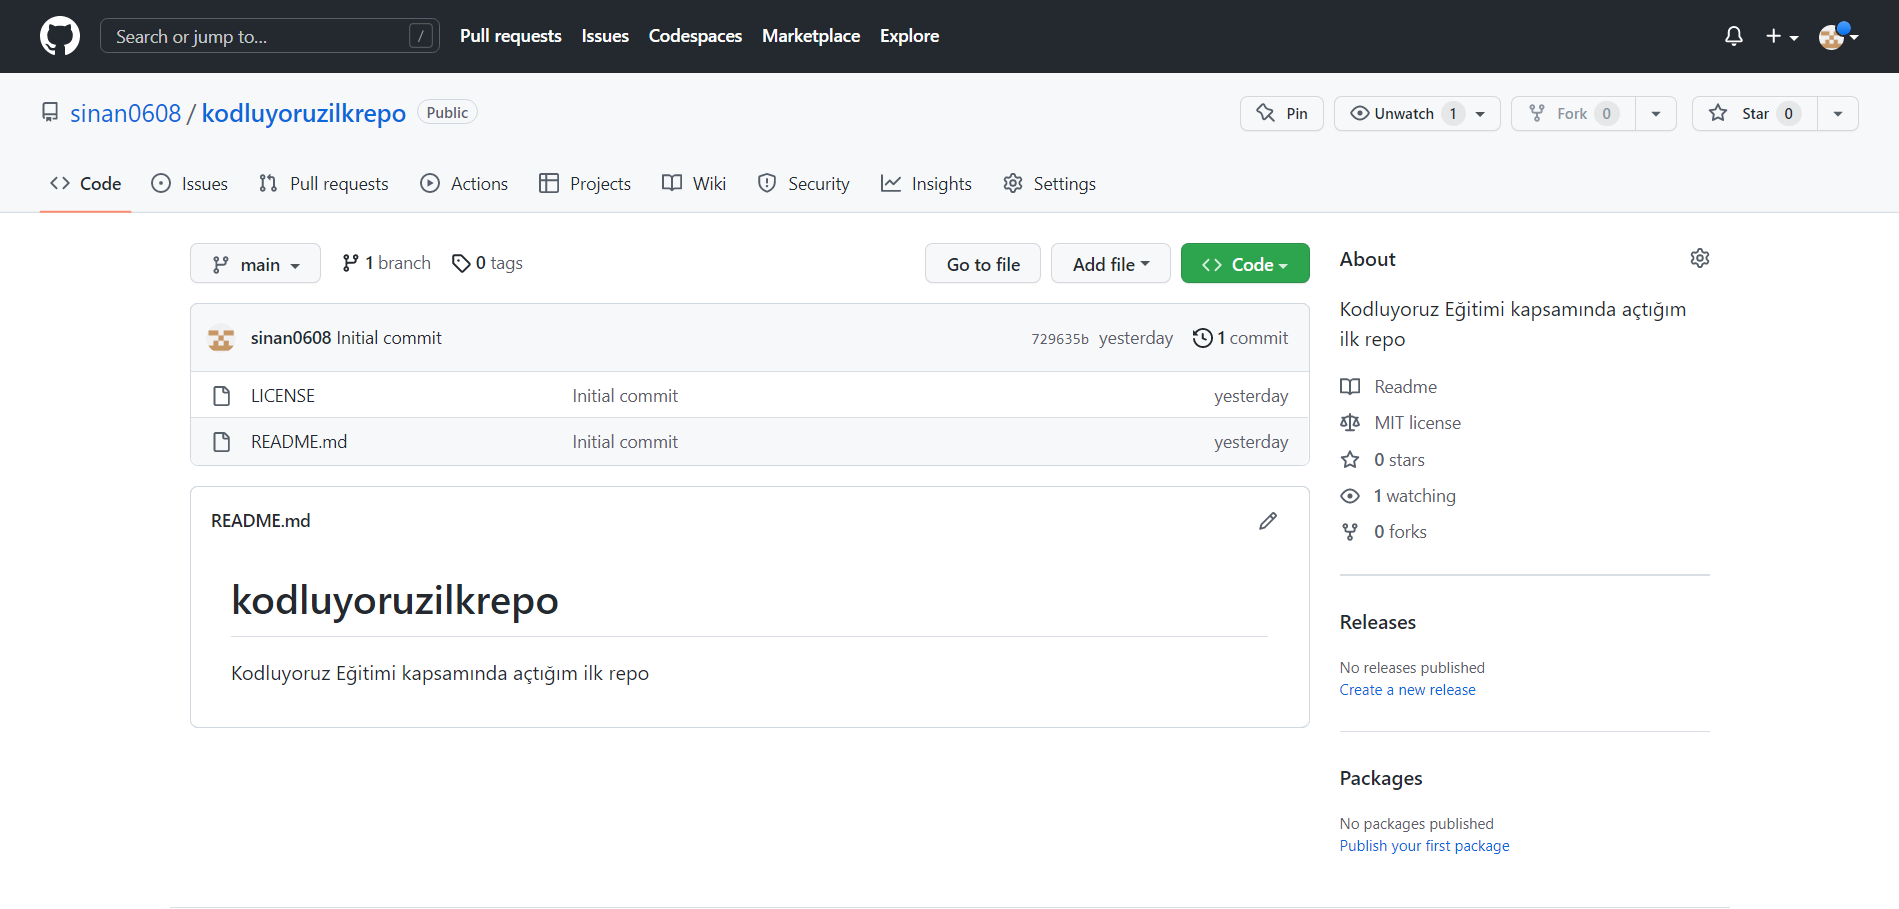 Search or jump to... /
Pull requests Issues Codespaces Marketplace Explore
sinan0608 / kodluyoruzilkrepo Public
Pin Unwatch 1 Fork 0 Star 0
Code Issues Pull requests Actions Projects Wiki Security Insights Settings
main 1 branch 0 tags
Go to file Add file Code
sinan0608 Initial commit 729635b yesterday 1 commit
LICENSE Initial commit yesterday
README.md Initial commit yesterday
README.md
kodluyoruzilkrepo
Kodluyoruz Eğitimi kapsamında açtığım ilk repo
About
Kodluyoruz Eğitimi kapsamında açtığım
ilk repo
Readme
MIT license
0 stars
1 watching
0 forks
Releases
No releases published
Create a new release
Packages
No packages published
Publish your first package